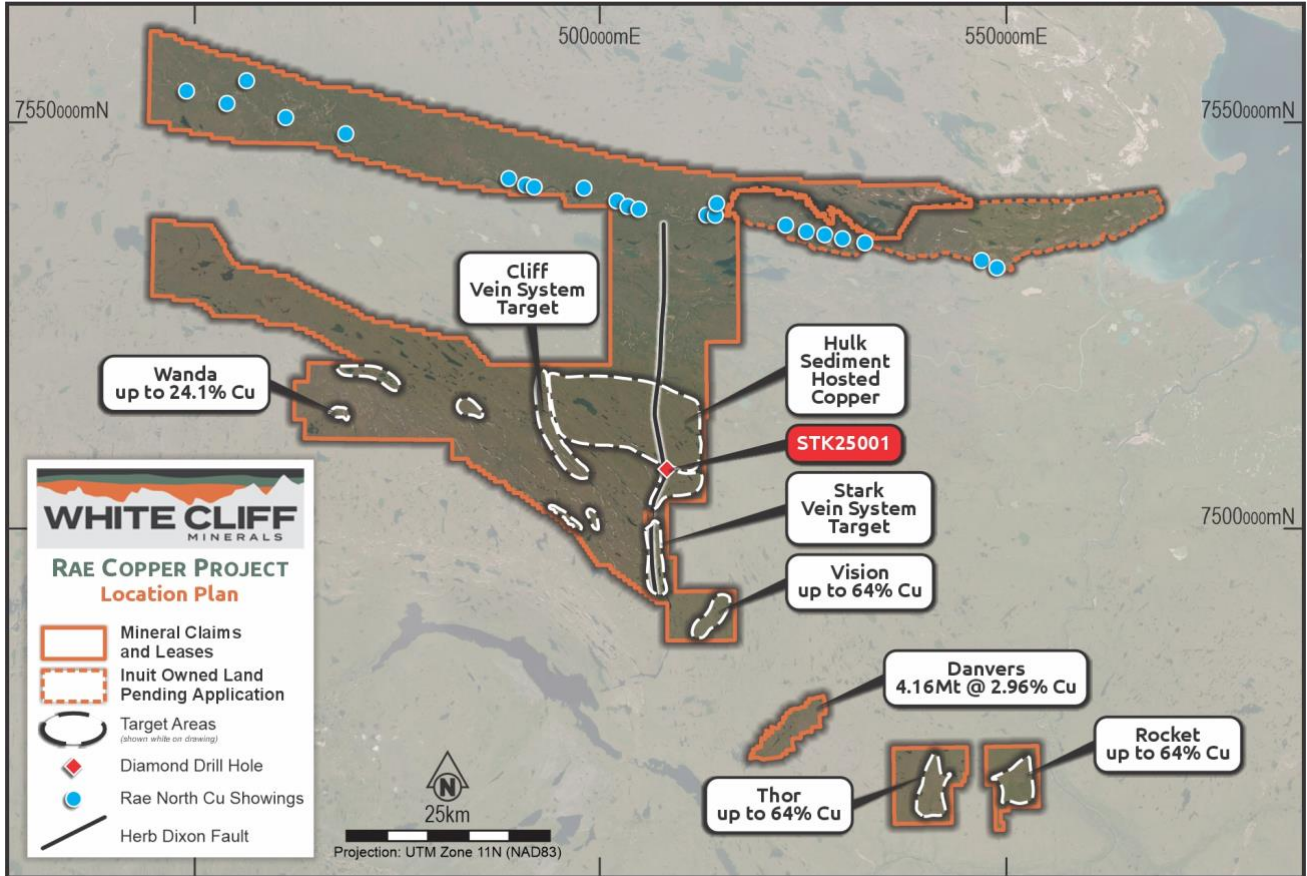 500000mE
550000mE
7550000mN
7550000mN
Cliff
Vein System
Target
Hulk
Sediment
Hosted
Copper
Wanda
up to 24.1% Cu
STK25001
Stark
Vein System
Target
7500000mN
Vision
up to 64% Cu
Danvers
4.16Mt @ 2.96% Cu
Rocket
up to 64% Cu
Thor
up to 64% Cu
WHITE CLIFF
MINERALS
RAE COPPER PROJECT
Location Plan
Mineral Claims
and Leases
Inuit Owned Land
Pending Application
Target Areas
(shown white on drawing)
Diamond Drill Hole
Rae North Cu Showings
Herb Dixon Fault
N
25km
Projection: UTM Zone 11N (NAD83)